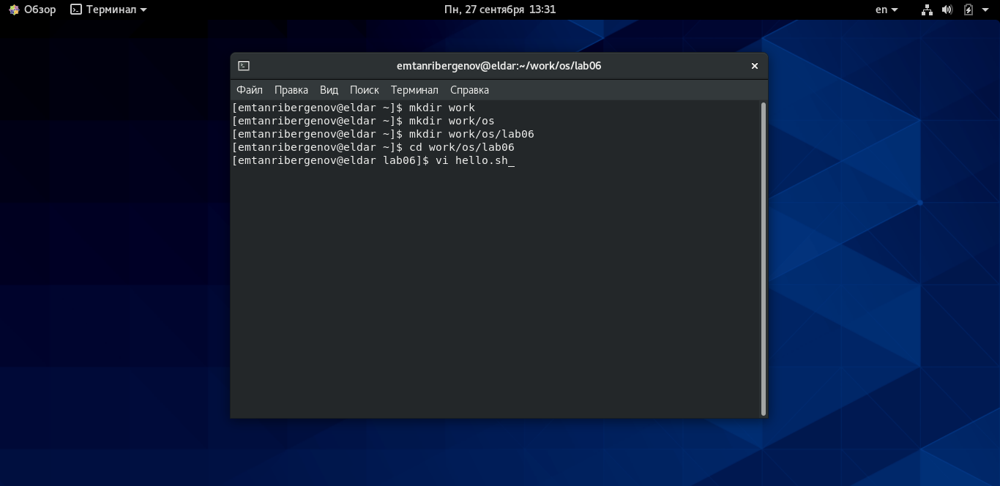 Обзор Терминал Пн, 27 сентября 13:31 en
emtanribergenov@eldar:~/work/os/lab06
Файл Правка Вид Поиск Терминал Справка
[emtanribergenov@eldar ~]$ mkdir work
[emtanribergenov@eldar ~]$ mkdir work/os
[emtanribergenov@eldar ~]$ mkdir work/os/lab06
[emtanribergenov@eldar ~]$ cd work/os/lab06
[emtanribergenov@eldar lab06]$ vi hello.sh